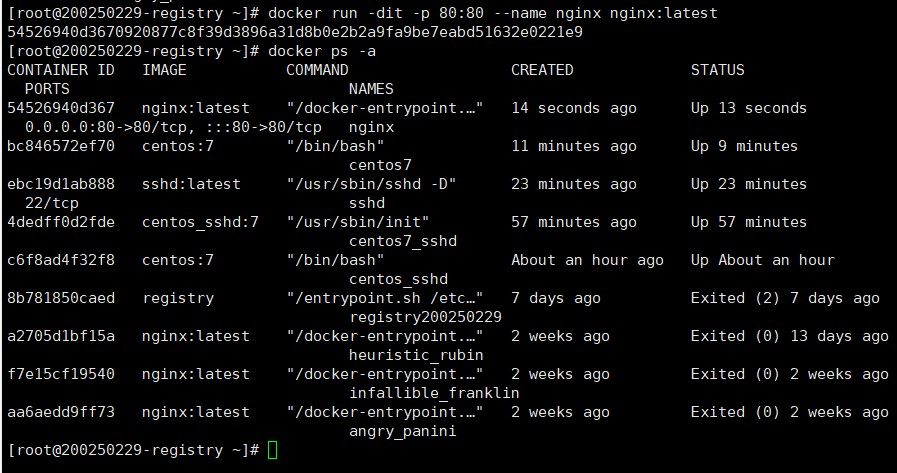 [root@200250229-registry ~]# docker run -dit -p 80:80 --name nginx nginx:latest
54526940d3670920877c8f39d3896a31d8b0e2b2a9fa9be7eabd51632e0221e9
[root@200250229-registry ~]# docker ps -a
CONTAINER ID   IMAGE           COMMAND                  CREATED             STATUS
  PORTS                               NAMES
54526940d367   nginx:latest    "/docker-entrypoint.…"   14 seconds ago      Up 13 seconds
  0.0.0.0:80->80/tcp, :::80->80/tcp   nginx
bc846572ef70   centos:7        "/bin/bash"              11 minutes ago      Up 9 minutes
                                      centos7
ebc19d1ab888   sshd:latest     "/usr/sbin/sshd -D"      23 minutes ago      Up 23 minutes
  22/tcp                              sshd
4dedff0d2fde   centos_sshd:7   "/usr/sbin/init"         57 minutes ago      Up 57 minutes
                                      centos7_sshd
c6f8ad4f32f8   centos:7        "/bin/bash"              About an hour ago   Up About an hour
                                      centos_sshd
8b781850caed   registry        "/entrypoint.sh /etc…"   7 days ago          Exited (2) 7 days ago
                                      registry200250229
a2705d1bf15a   nginx:latest    "/docker-entrypoint.…"   2 weeks ago         Exited (0) 13 days ago
                                      heuristic_rubin
f7e15cf19540   nginx:latest    "/docker-entrypoint.…"   2 weeks ago         Exited (0) 2 weeks ago
                                      infallible_franklin
aa6aedd9ff73   nginx:latest    "/docker-entrypoint.…"   2 weeks ago         Exited (0) 2 weeks ago
                                      angry_panini
[root@200250229-registry ~]#